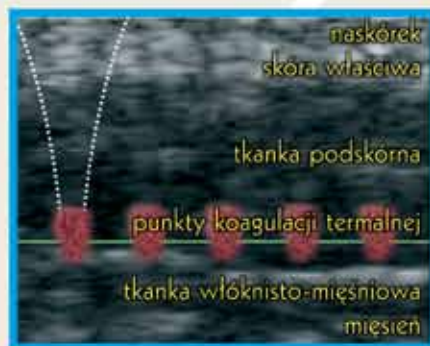 naskórek
skóra właściwa
tkanka podskórna
punkty koagulacji termalnej
tkanka włóknisto-mięśniowa
mięsień